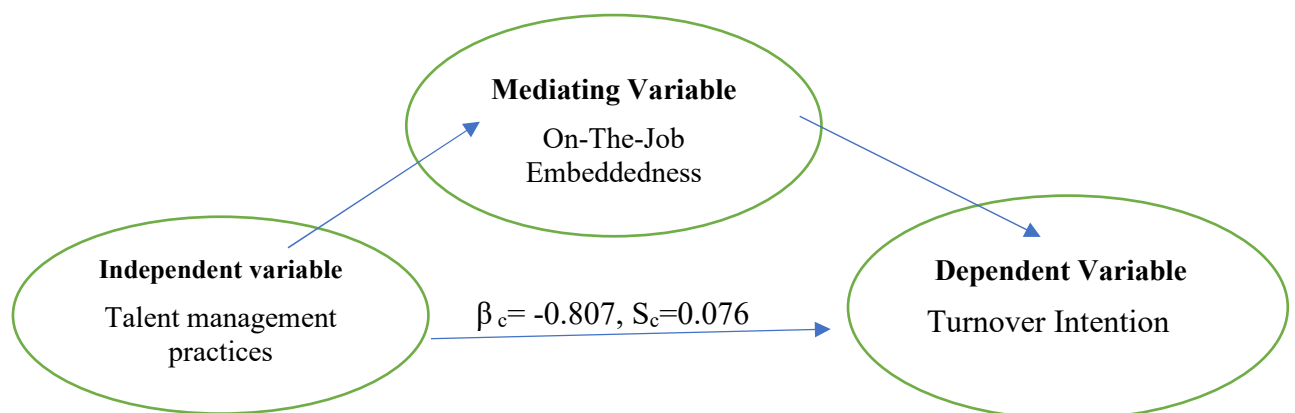 Mediating Variable
On-The-Job
Embeddedness
Independent variable
Talent management
practices
β c= -0.807, Sc=0.076
Dependent Variable
Turnover Intention